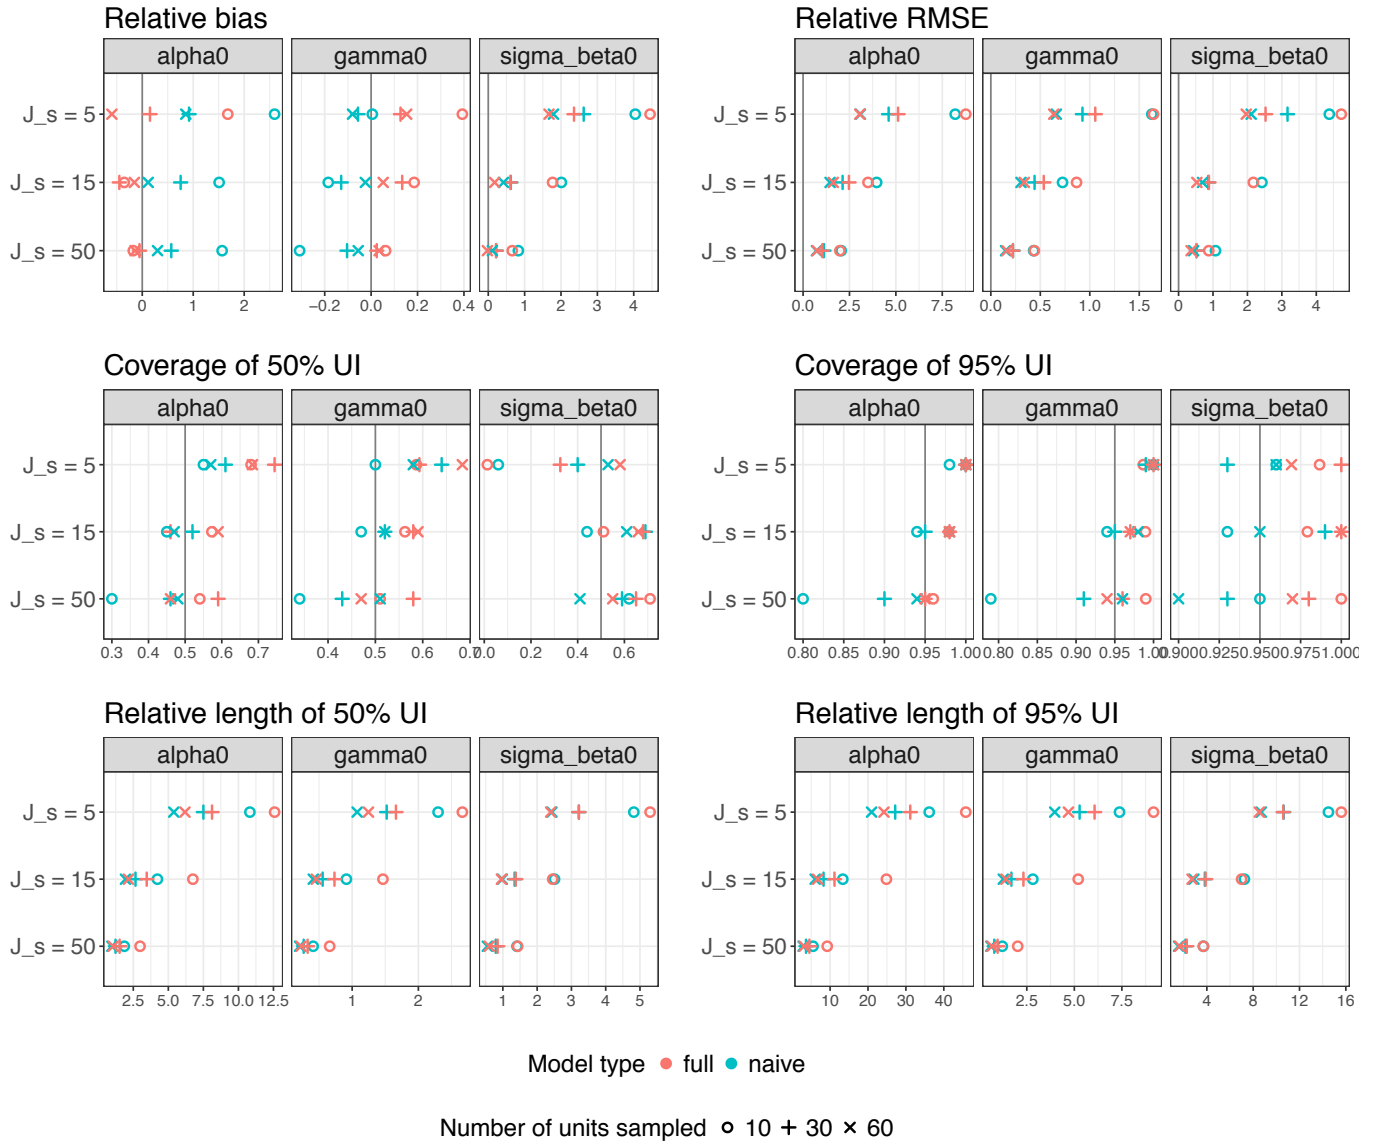 Relative bias
Relative RMSE
alpha0 gamma0 sigma_beta0
alpha0 gamma0 sigma_beta0
J_s = 5
J_s = 15
J_s = 50
J_s = 5
J_s = 15
J_s = 50
0 1 2 −0.2 0.0 0.2 0.4 0 1 2 3 4
0.0 2.5 5.0 7.5 0.0 0.5 1.0 1.5 0 1 2 3 4
Coverage of 50% UI
Coverage of 95% UI
alpha0 gamma0 sigma_beta0
alpha0 gamma0 sigma_beta0
J_s = 5
J_s = 15
J_s = 50
J_s = 5
J_s = 15
J_s = 50
0.3 0.4 0.5 0.6 0.7 0.4 0.5 0.6 0.7 0.0 0.2 0.4 0.6
0.80 0.85 0.90 0.95 1.00 0.80 0.85 0.90 0.95 1.00 0.900 0.925 0.950 0.975 1.000
Relative length of 50% UI
Relative length of 95% UI
alpha0 gamma0 sigma_beta0
alpha0 gamma0 sigma_beta0
J_s = 5
J_s = 15
J_s = 50
J_s = 5
J_s = 15
J_s = 50
2.5 5.0 7.5 10.0 12.5 1 2 1 2 3 4 5
10 20 30 40 2.5 5.0 7.5 4 8 12 16
Model type full naive
Number of units sampled 10 30 60